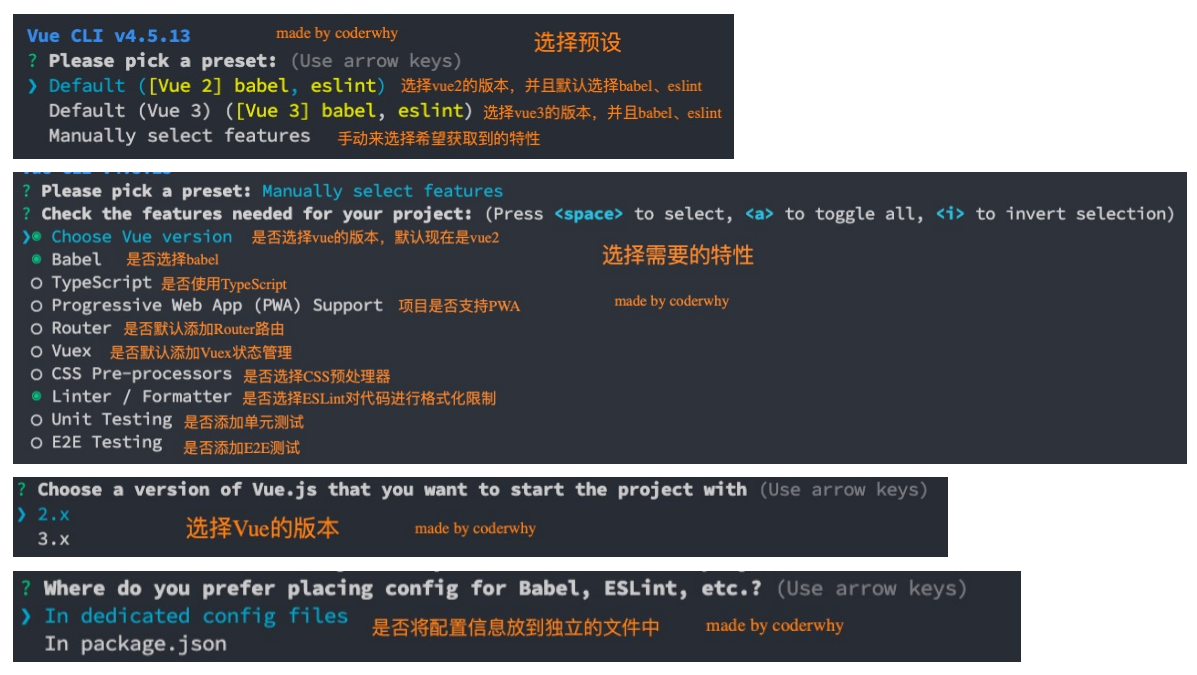 Vue CLI v4.5.13 made by coderwhy 选择预设
? Please pick a preset: (Use arrow keys)
❯ Default ([Vue 2] babel, eslint) 选择vue2的版本，并且默认选择babel、eslint
Default (Vue 3) ([Vue 3] babel, eslint) 选择vue3的版本，并且babel、eslint
Manually select features 手动来选择希望获取到的特性
? Please pick a preset: Manually select features
? Check the features needed for your project: (Press <space> to select, <a> to toggle all, <i> to invert selection)
❯◉ Choose Vue version 是否选择vue的版本，默认现在是vue2
◉ Babel 是否选择babel 选择需要的特性
◯ TypeScript 是否使用TypeScript
◯ Progressive Web App (PWA) Support 项目是否支持PWA made by coderwhy
◯ Router 是否默认添加Router路由
◯ Vuex 是否默认添加Vuex状态管理
◯ CSS Pre-processors 是否选择CSS预处理器
◉ Linter / Formatter 是否选择ESLint对代码进行格式化限制
◯ Unit Testing 是否添加单元测试
◯ E2E Testing 是否添加E2E测试
? Choose a version of Vue.js that you want to start the project with (Use arrow keys)
❯ 2.x 选择Vue的版本 made by coderwhy
3.x
? Where do you prefer placing config for Babel, ESLint, etc.? (Use arrow keys)
❯ In dedicated config files 是否将配置信息放到独立的文件中 made by coderwhy
In package.json